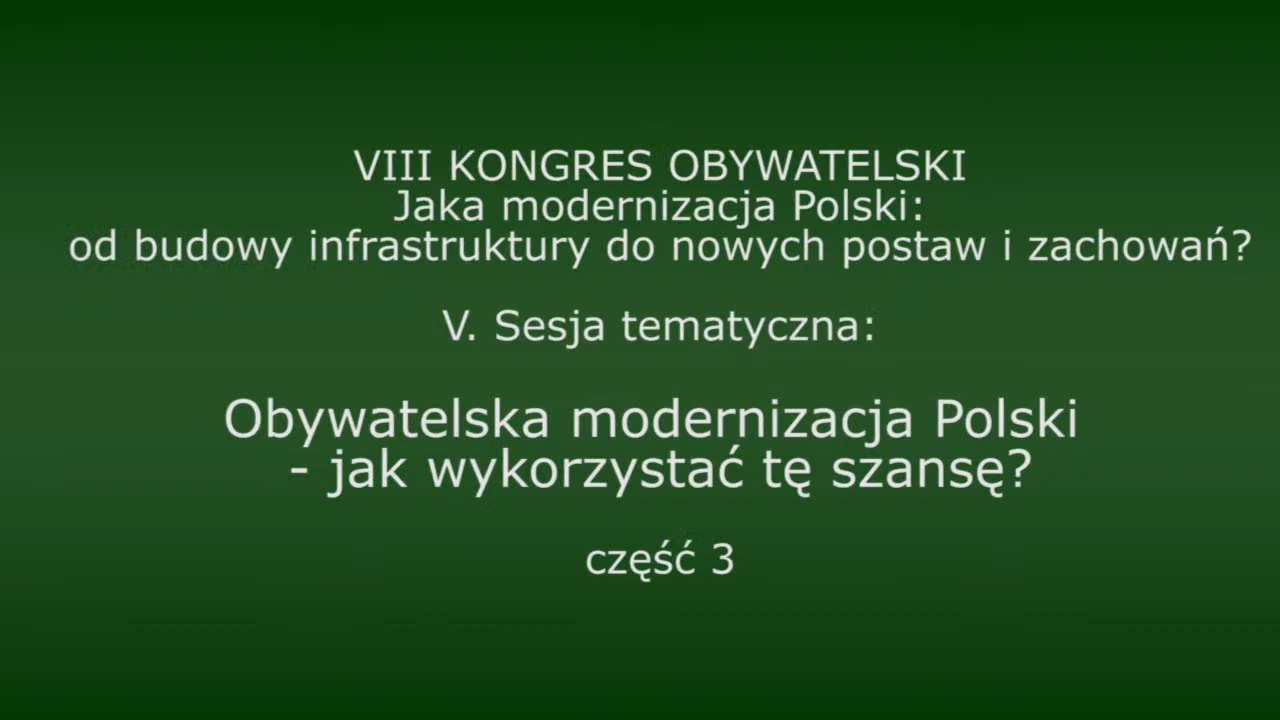 VIII KONGRES OBYWATELSKI
Jaka modernizacja Polski:
od budowy infrastruktury do nowych postaw i zachowań?
V. Sesja tematyczna:
Obywatelska modernizacja Polski
- jak wykorzystać tę szansę?
część 3